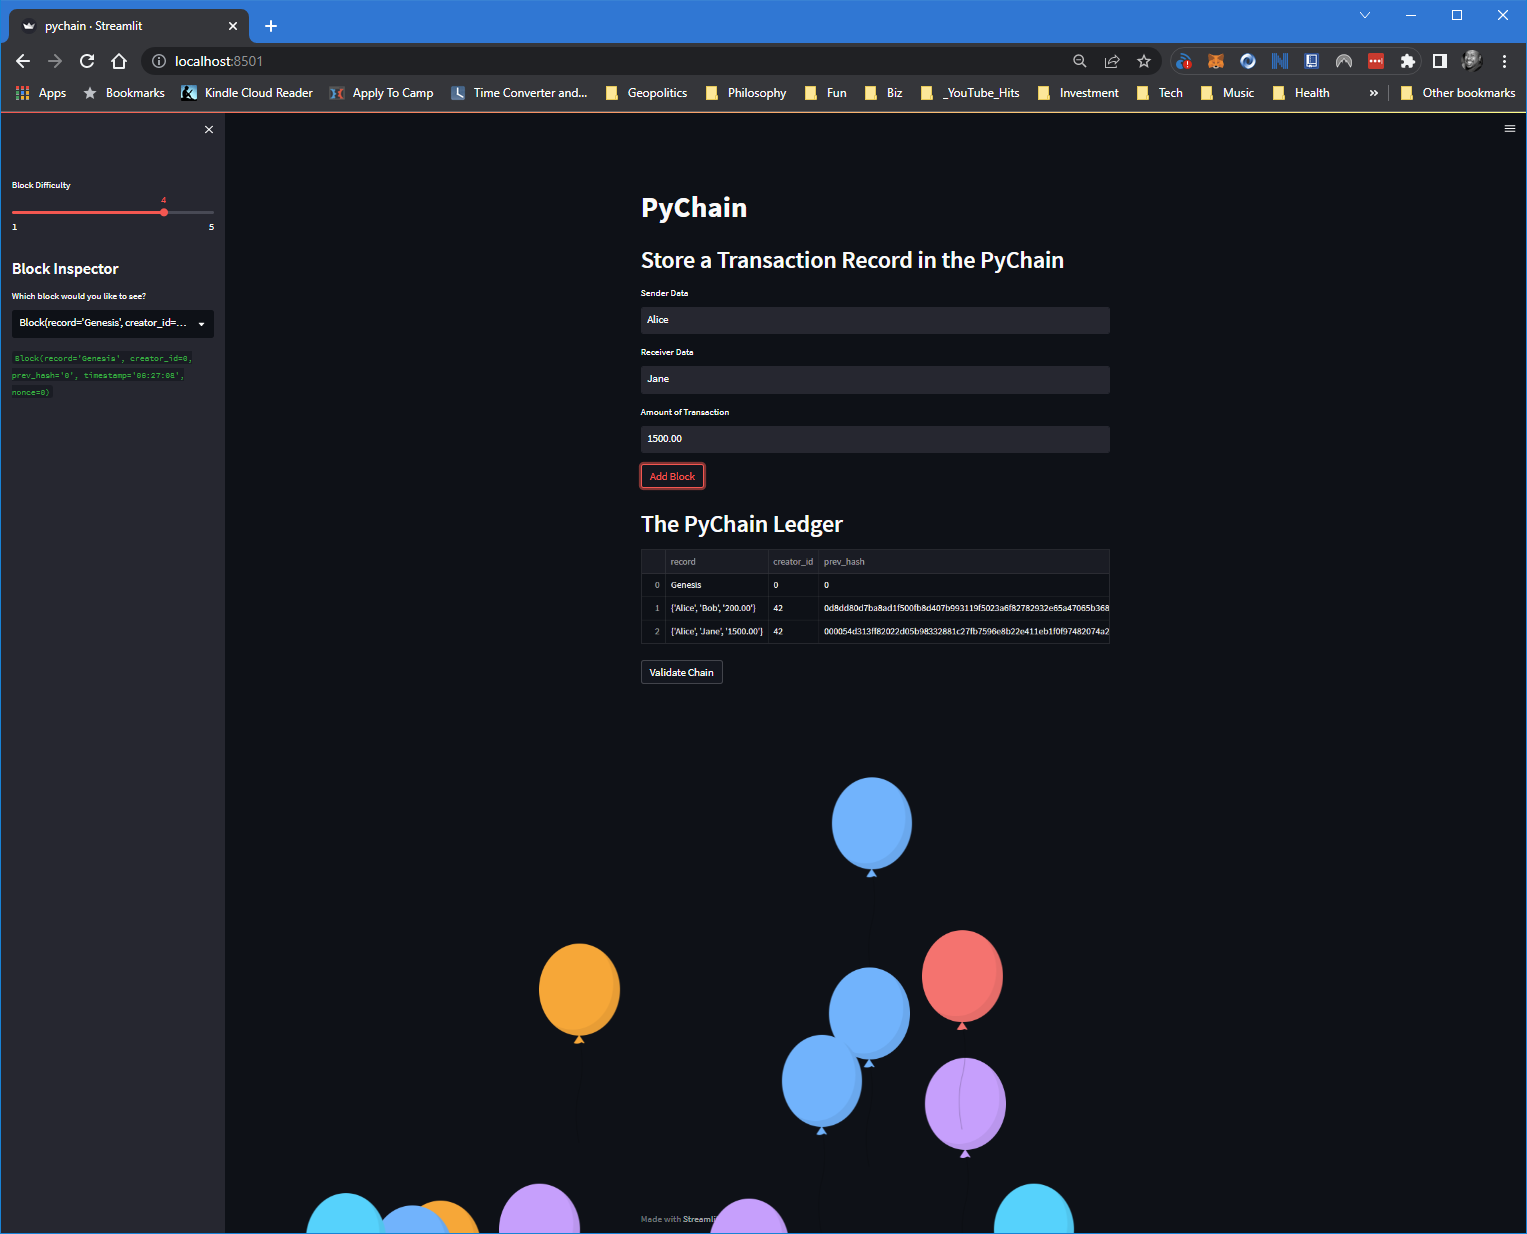 pychain · Streamlit
localhost:8501
Apps
Bookmarks
Kindle Cloud Reader
Apply To Camp
Time Converter and...
Geopolitics
Philosophy
Fun
Biz
_YouTube_Hits
Investment
Tech
Music
Health
»
Other bookmarks
Block Difficulty
4
1 5
Block Inspector
Which block would you like to see?
Block(record='Genesis', creator_id=...
Block(record='Genesis', creator_id=0,
prev_hash='0', timestamp='06:27:08',
nonce=0)
PyChain
Store a Transaction Record in the PyChain
Sender Data
Alice
Receiver Data
Jane
Amount of Transaction
1500.00
Add Block
The PyChain Ledger
record creator_id prev_hash
0 Genesis 0 0
1 {'Alice', 'Bob', '200.00'} 42 0d8dd80d7ba8ad1f500fb8d407b993119f5023a6f82782932e65a47065b368
2 {'Alice', 'Jane', '1500.00'} 42 000054d313ff82022d05b98332881c27fb7596e8b22e411eb1f0f97482074a2
Validate Chain
Made with Streamli